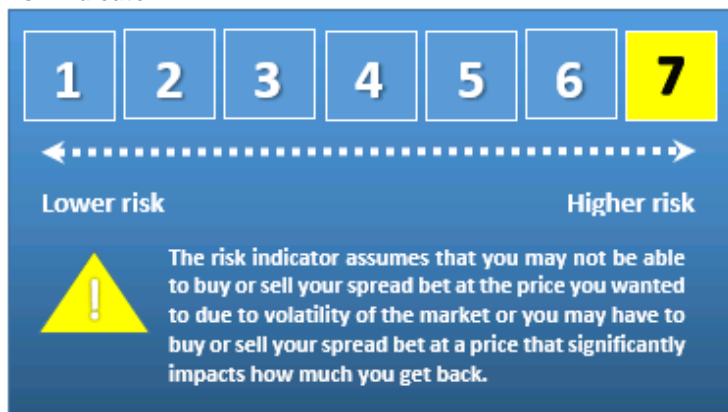 1 2 3 4 5 6 7
Lower risk Higher risk
!
The risk indicator assumes that you may not be able
to buy or sell your spread bet at the price you wanted
to due to volatility of the market or you may have to
buy or sell your spread bet at a price that significantly
impacts how much you get back.